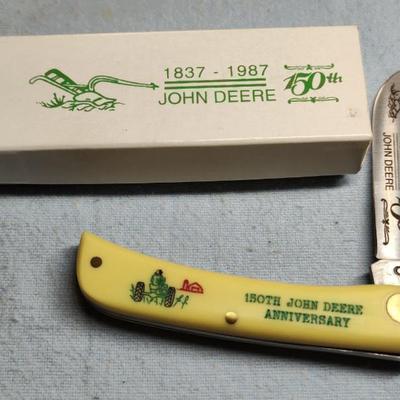 1837 - 1987
JOHN DEERE
150th
JOHN DEERE
150TH JOHN DEERE
ANNIVERSARY